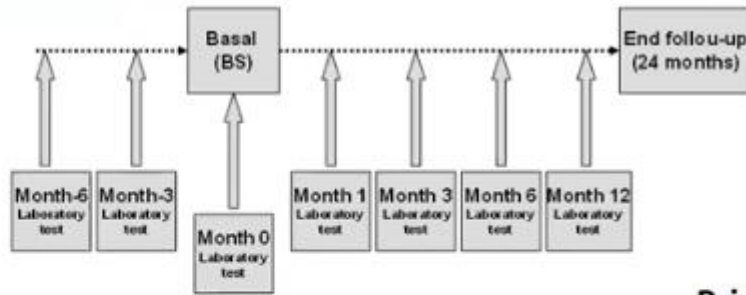 Basal
(BS)
End follou-up
(24 months)
Month-6
Laboratory
test
Month-3
Laboratory
test
Month 0
Laboratory
test
Month 1
Laboratory
test
Month 3
Laboratory
test
Month 6
Laboratory
test
Month 12
Laboratory
test